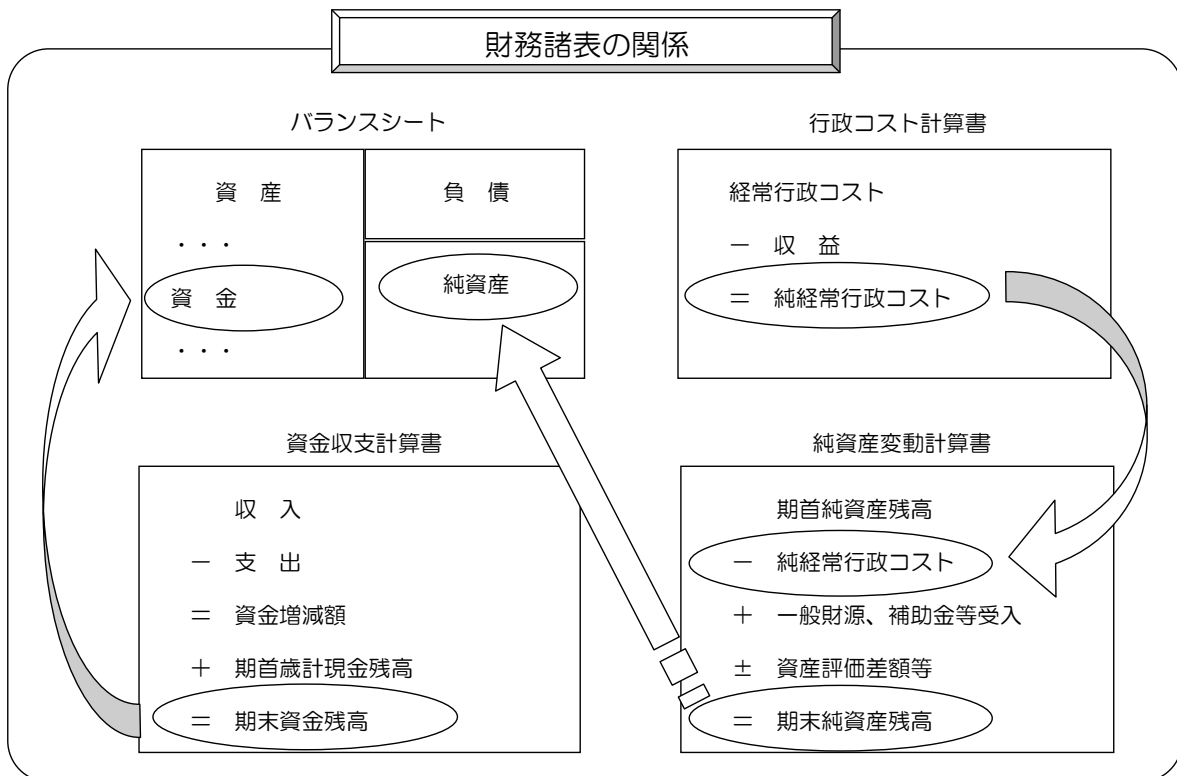 財務諸表の関係
バランスシート
資　産
・・・
資　金
・・・
負　債
純資産
行政コスト計算書
経常行政コスト
－　収　益
＝　純経常行政コスト
資金収支計算書
収　入
－　支　出
＝　資金増減額
＋　期首歳計現金残高
＝　期末資金残高
純資産変動計算書
期首純資産残高
－　純経常行政コスト
＋　一般財源、補助金等受入
±　資産評価差額等
＝　期末純資産残高